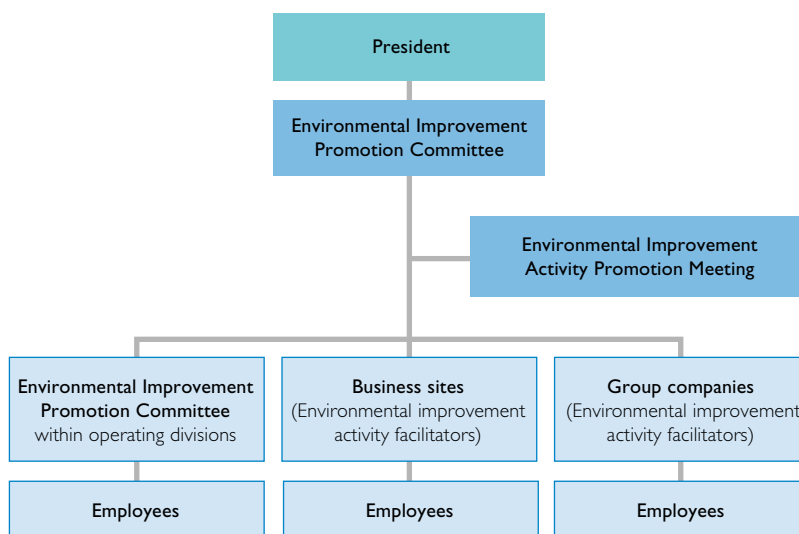 President
Environmental Improvement
Promotion Committee
Environmental Improvement
Activity Promotion Meeting
Environmental Improvement
Promotion Committee
within operating divisions
Business sites
(Environmental improvement
activity facilitators)
Group companies
(Environmental improvement
activity facilitators)
Employees
Employees
Employees